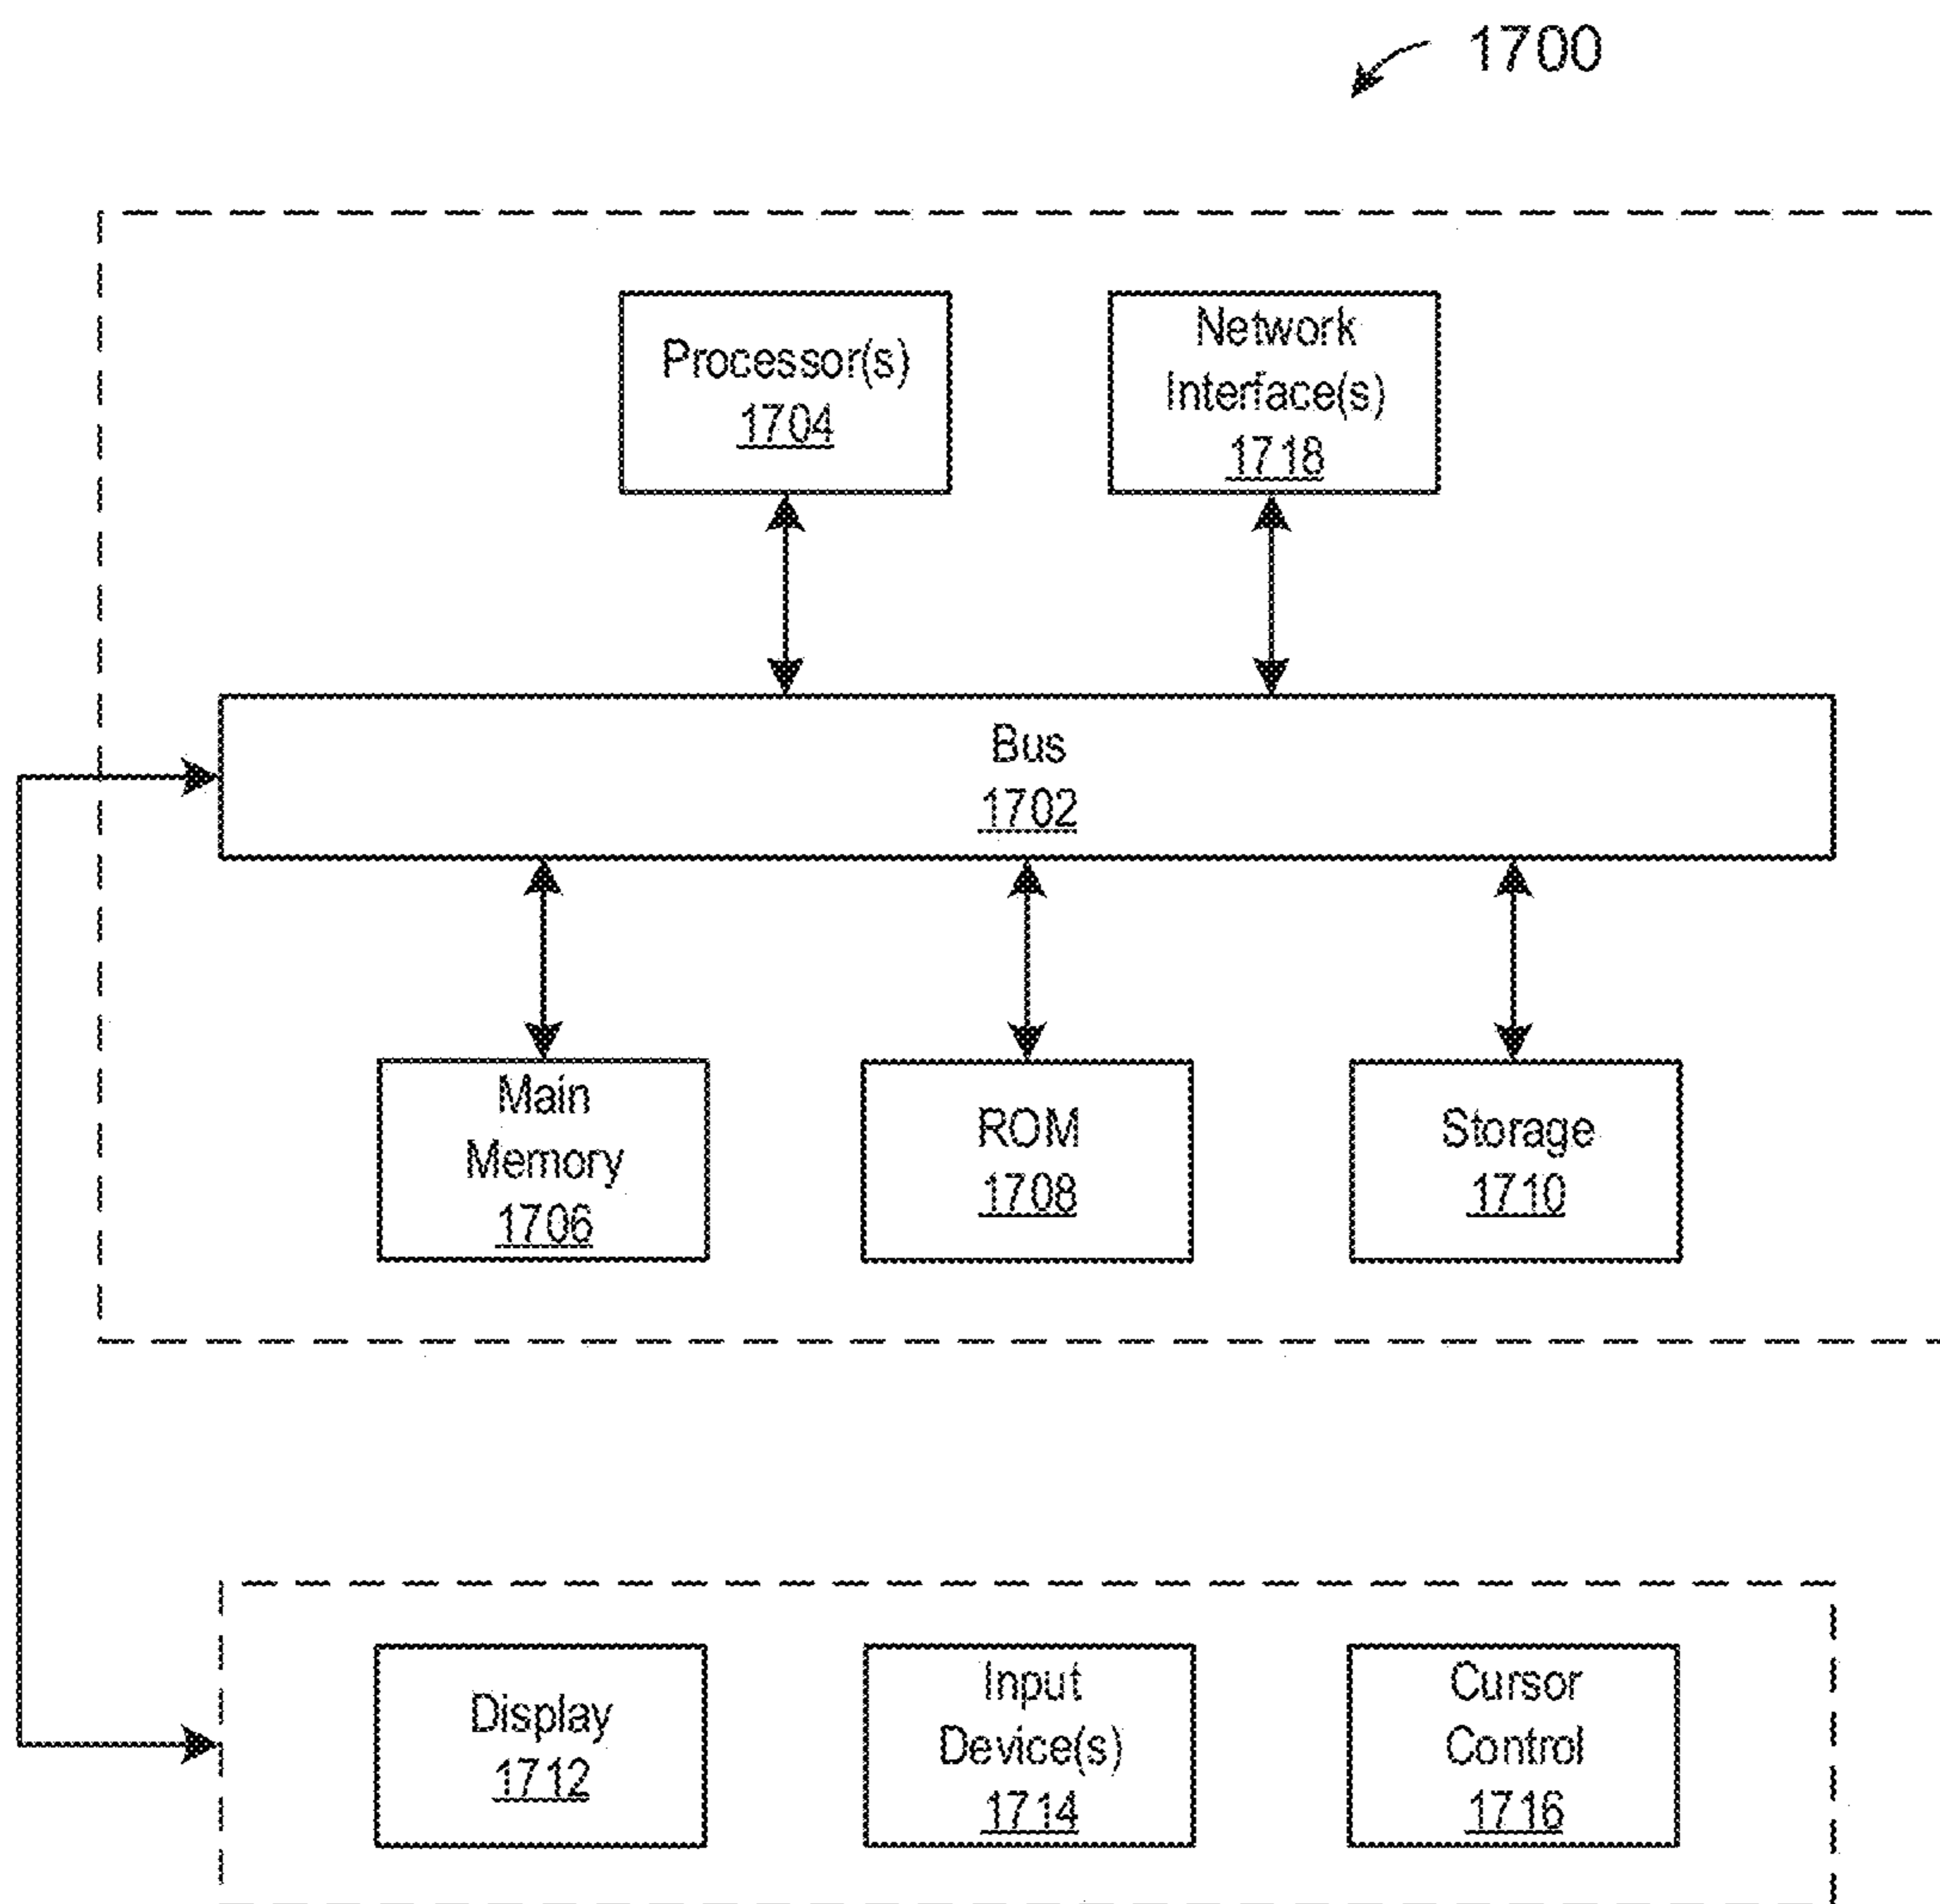 1700
Processor(s)
1704
Network
Interface(s)
1718
Bus
1702
Main
Memory
1706
ROM
1708
Storage
1710
Display
1712
Input
Device(s)
1714
Cursor
Control
1716